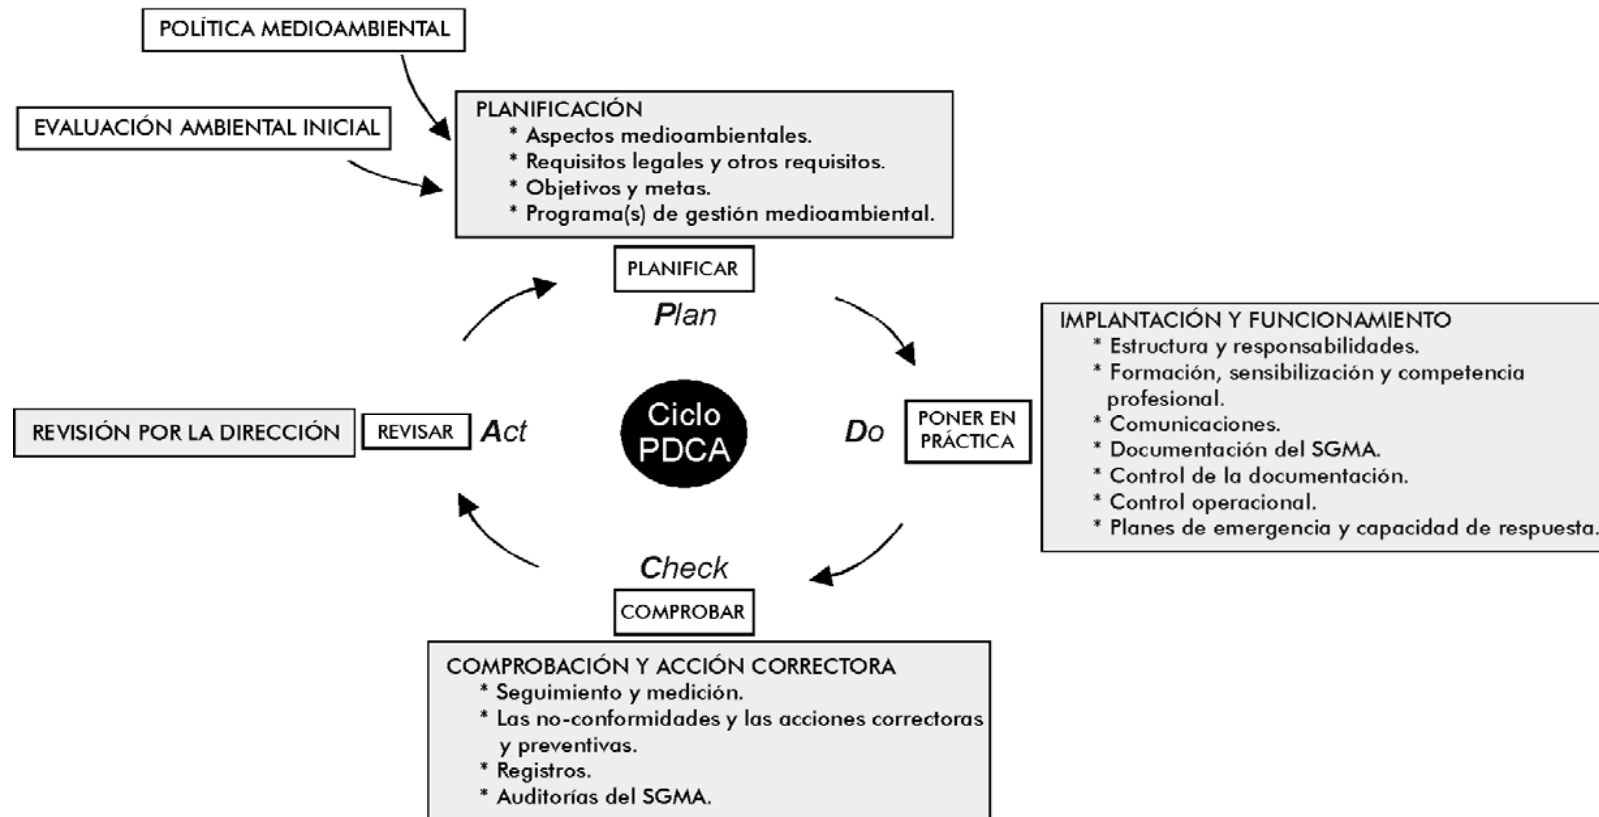 POLÍTICA MEDIOAMBIENTAL
EVALUACIÓN AMBIENTAL INICIAL
PLANIFICACIÓN
* Aspectos medioambientales.
* Requisitos legales y otros requisitos.
* Objetivos y metas.
* Programa(s) de gestión medioambiental.
PLANIFICAR
Plan
IMPLANTACIÓN Y FUNCIONAMIENTO
* Estructura y responsabilidades.
* Formación, sensibilización y competencia
profesional.
* Comunicaciones.
* Documentación del SGMA.
* Control de la documentación.
* Control operacional.
* Planes de emergencia y capacidad de respuesta.
PONER EN
PRÁCTICA
Do
Ciclo
PDCA
Act
REVISAR
REVISIÓN POR LA DIRECCIÓN
Check
COMPROBAR
COMPROBACIÓN Y ACCIÓN CORRECTORA
* Seguimiento y medición.
* Las no-conformidades y las acciones correctoras
y preventivas.
* Registros.
* Auditorías del SGMA.